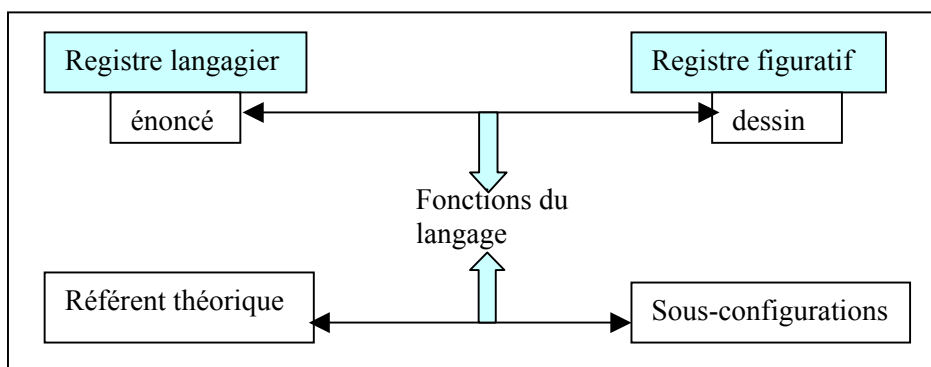 Registre langagier
Registre figuratif
énoncé
dessin
Fonctions du
langage
Référent théorique
Sous-configurations